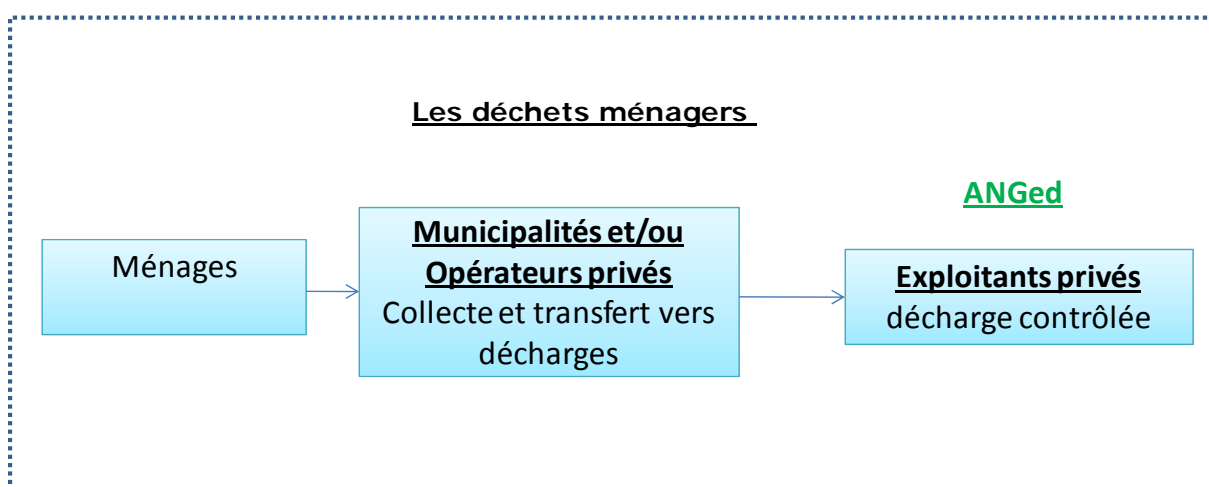 Les déchets ménagers
ANGed
Ménages
Municipalités et/ou
Opérateurs privés
Collecte et transfert vers
décharges
Exploitants privés
décharge contrôlée